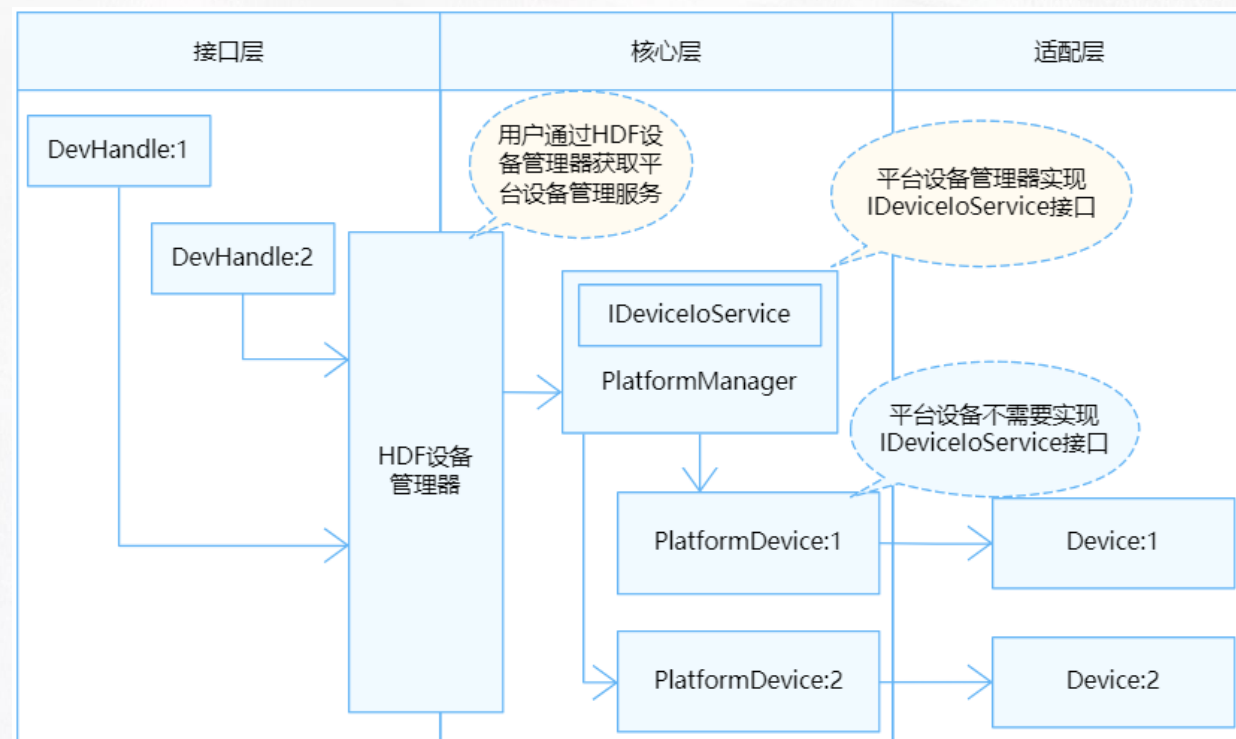 接口层
核心层
适配层
DevHandle:1
用户通过HDF设
备管理器获取平
台设备管理服务
平台设备管理器实现
IDeviceIoService接口
DevHandle:2
IDeviceIoService
PlatformManager
平台设备不需要实现
IDeviceIoService接口
HDF设备
管理器
PlatformDevice:1
Device:1
PlatformDevice:2
Device:2